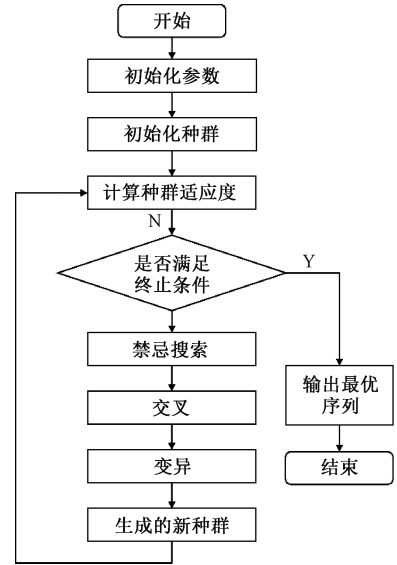 开始
初始化参数
初始化种群
计算种群适应度
N
是否满足
终止条件
Y
禁忌搜索
交叉
变异
生成的新种群
输出最优
序列
结束